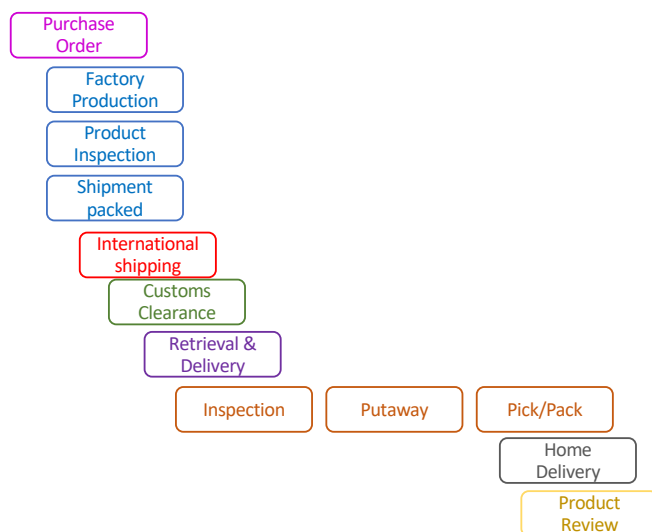 Purchase
Order
Factory
Production
Product
Inspection
Shipment
packed
International
shipping
Customs
Clearance
Retrieval &
Delivery
Inspection
Putaway
Pick/Pack
Home
Delivery
Product
Review